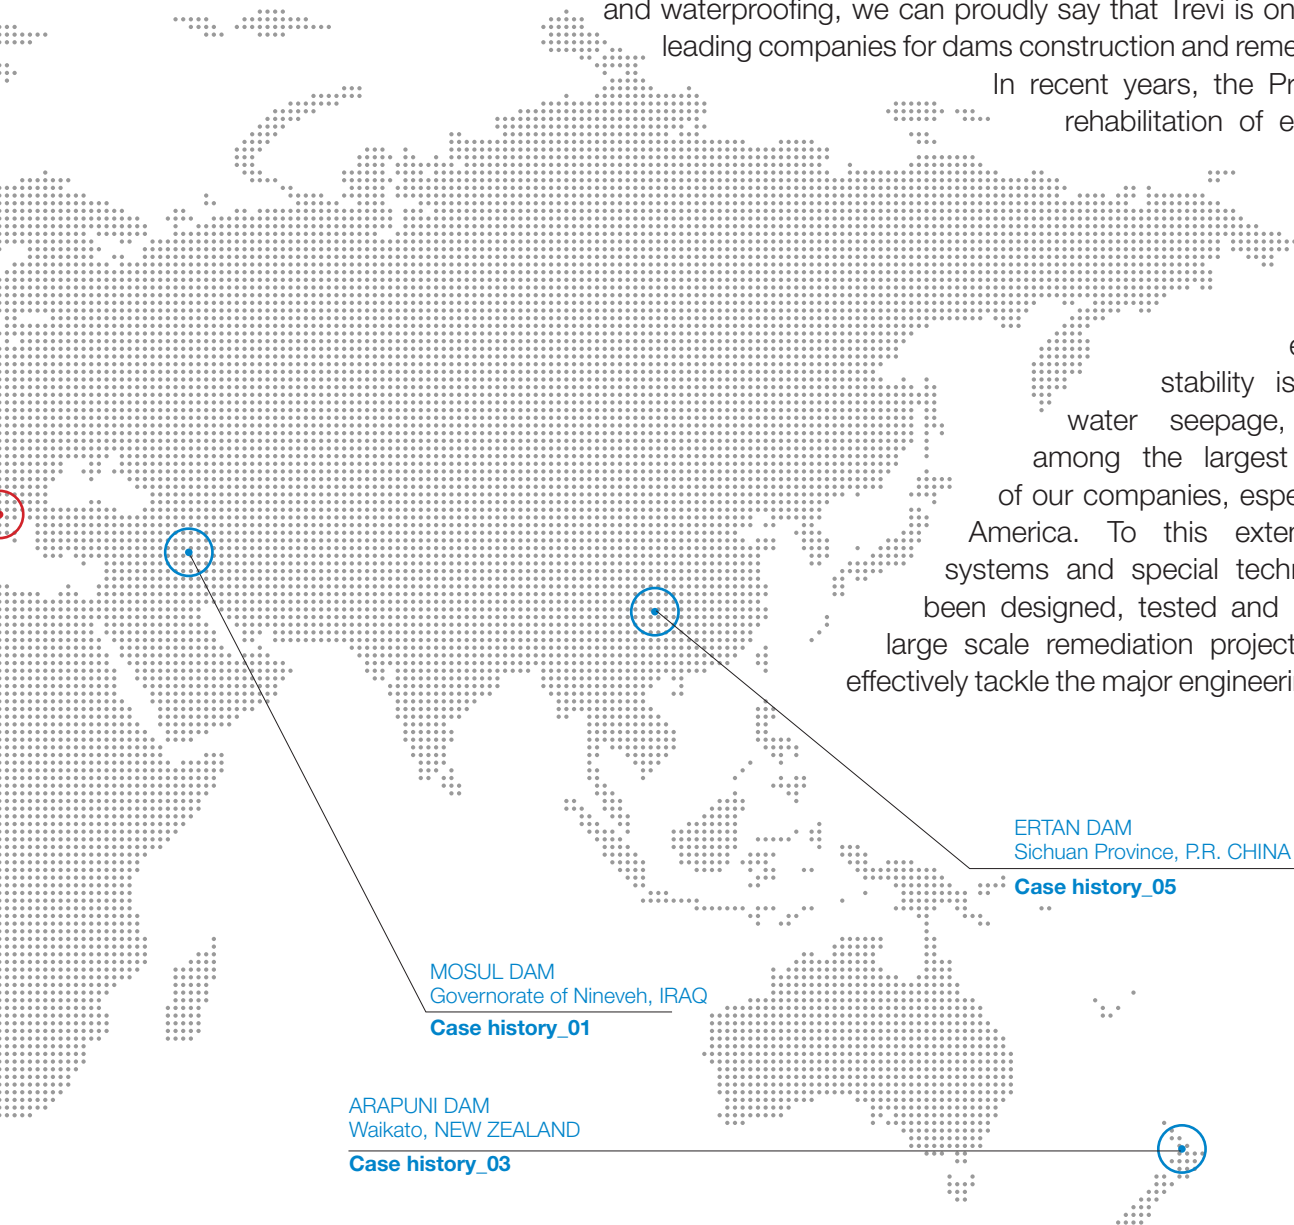 and waterproofing, we can proudly say that Trevi is on
leading companies for dams construction and reme
In recent years, the Pr
rehabilitation of e
e
stability is
water seepage,
among the largest
of our companies, espe
America. To this exter
systems and special techn
been designed, tested and
large scale remediation project
effectively tackle the major engineerin
ERTAN DAM
Sichuan Province, P.R. CHINA
Case history_05
MOSUL DAM
Governorate of Nineveh, IRAQ
Case history_01
ARAPUNI DAM
Waikato, NEW ZEALAND
Case history_03